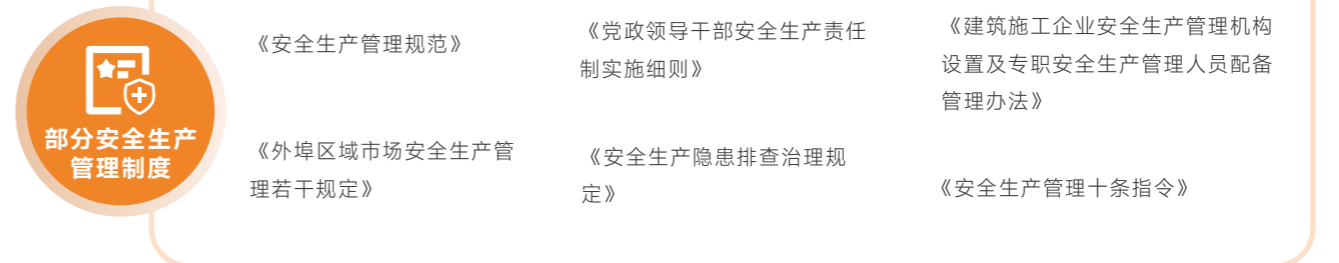 部分安全生产
管理制度
《安全生产管理规范》
《党政领导干部安全生产责任
制实施细则》
《建筑施工企业安全生产管理机构
设置及专职安全生产管理人员配备
管理办法》
《外埠区域市场安全生产管
理若干规定》
《安全生产隐患排查治理规
定》
《安全生产管理十条指令》